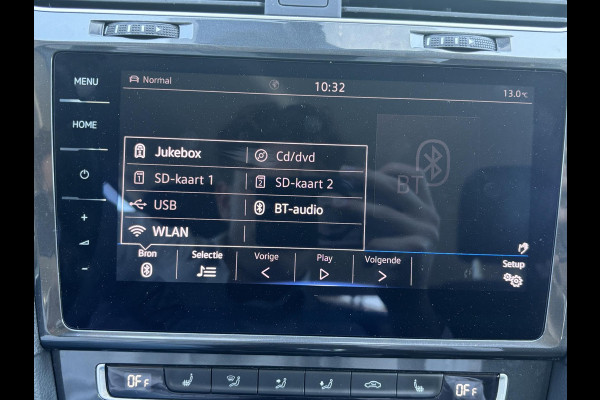 MENU
HOME
Normal
10:32
13.0 °C
Jukebox
Cd/dvd
SD-kaart 1
SD-kaart 2
USB
BT-audio
WLAN
BT
Bron
Selectie
Vorige
Play
Volgende
Setup
OFF
OFF